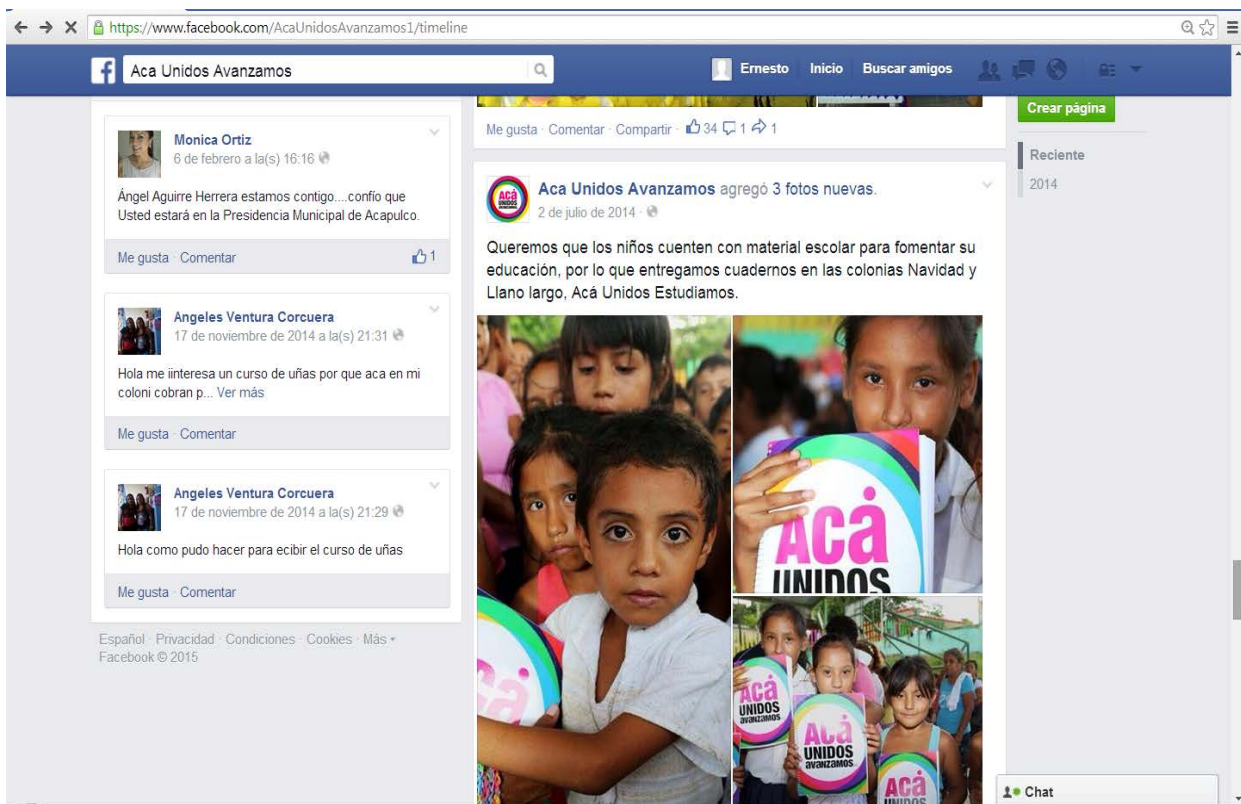 https://www.facebook.com/AcaUnidosAvanzamos1/timeline
Aca Unidos Avanzamos
Ernesto Inicio Buscar amigos
Monica Ortiz
6 de febrero a la(s) 16:16
Ángel Aguirre Herrera estamos contigo....confío que
Usted estará en la Presidencia Municipal de Acapulco.
Me gusta · Comentar 1
Angeles Ventura Corcuera
17 de noviembre de 2014 a la(s) 21:31
Hola me iinteresa un curso de uñas por que aca en mi
coloni cobran p... Ver más
Me gusta · Comentar
Angeles Ventura Corcuera
17 de noviembre de 2014 a la(s) 21:29
Hola como pudo hacer para ecibir el curso de uñas
Me gusta · Comentar
Español · Privacidad · Condiciones · Cookies · Más
Facebook © 2015
Me gusta · Comentar · Compartir · 34 1 1
Acá
UNIDOS
Aca Unidos Avanzamos agregó 3 fotos nuevas.
2 de julio de 2014 ·
Queremos que los niños cuenten con material escolar para fomentar su
educación, por lo que entregamos cuadernos en las colonias Navidad y
Llano largo, Acá Unidos Estudiamos.
Acá
UNIDOS
Acá
UNIDOS
avanzamos
Acá
UNIDOS
avanzamos
Acá
UNIDOS
Crear página
Reciente
2014
Chat